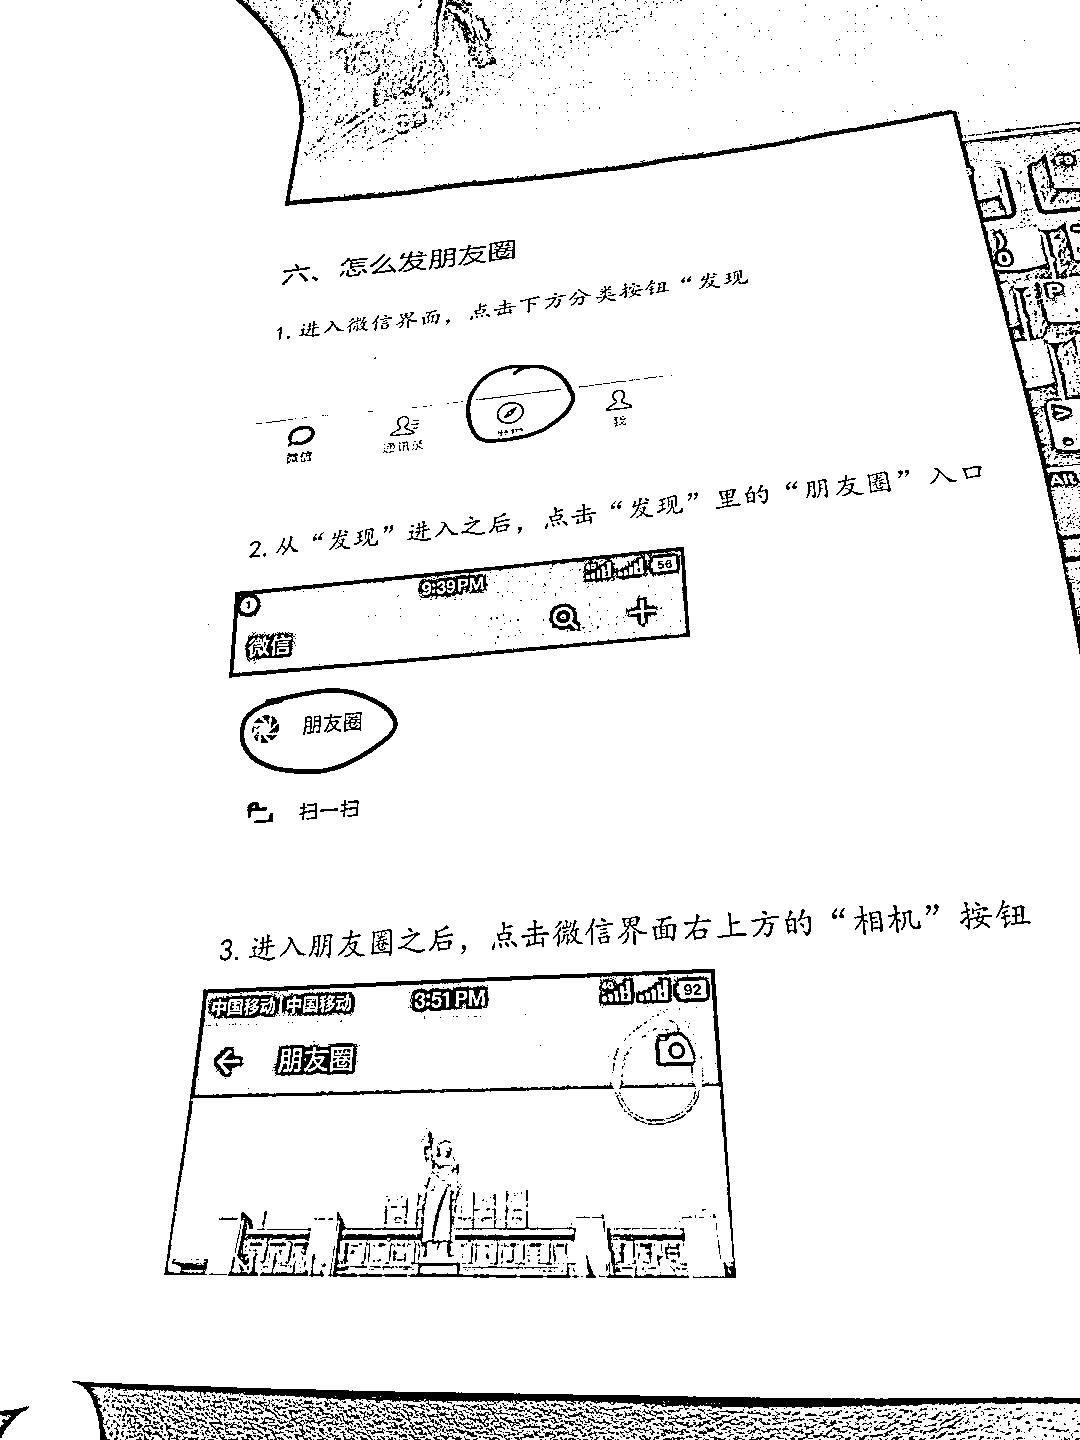 六、怎么发朋友圈
1. 进入微信界面，点击下方分类按钮“发现
微信 通讯录 我
2. 从“发现”进入之后，点击“发现”里的“朋友圈”入口
1 9:39PM 56
微信
朋友圈
扫一扫
3. 进入朋友圈之后，点击微信界面右上方的“相机”按钮
中国移动 中国移动 3:51PM 92
朋友圈
P
Alt